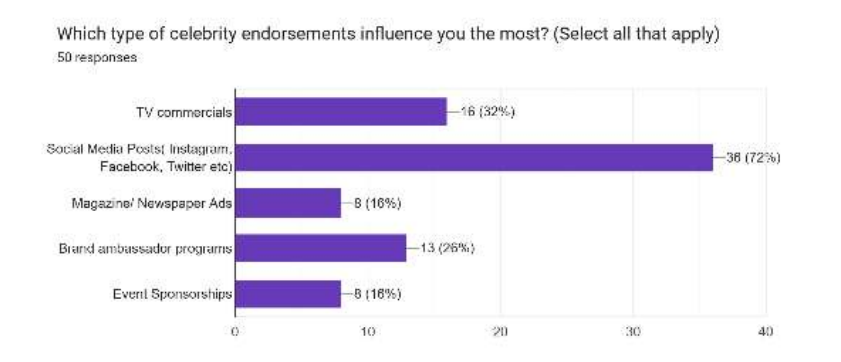 Which type of celebrity endorsements influence you the most? (Select all that apply)
50 responses
TV commercials
16 (32%)
Social Media Posts( Instagram,
Facebook, Twitter etc)
36 (72%)
Magazine/ Newspaper Ads
8 (16%)
Brand ambassador programs
13 (26%)
Event Sponsorships
8 (16%)
0 10 20 30 40